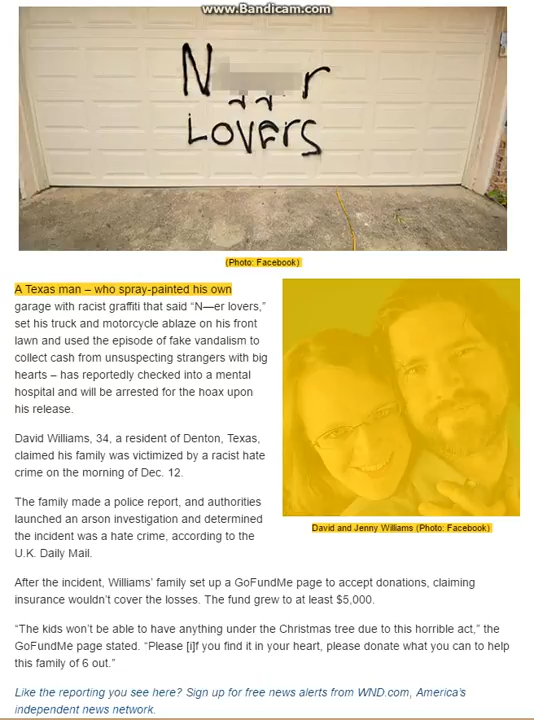 www.Bandicam.com
N r
LOVErS
(Photo: Facebook)
A Texas man – who spray-painted his own
garage with racist graffiti that said “N—er lovers,”
set his truck and motorcycle ablaze on his front
lawn and used the episode of fake vandalism to
collect cash from unsuspecting strangers with big
hearts – has reportedly checked into a mental
hospital and will be arrested for the hoax upon
his release.
David Williams, 34, a resident of Denton, Texas,
claimed his family was victimized by a racist hate
crime on the morning of Dec. 12.
The family made a police report, and authorities
launched an arson investigation and determined
the incident was a hate crime, according to the
U.K. Daily Mail.
David and Jenny Williams (Photo: Facebook)
After the incident, Williams’ family set up a GoFundMe page to accept donations, claiming
insurance wouldn’t cover the losses. The fund grew to at least $5,000.
“The kids won’t be able to have anything under the Christmas tree due to this horrible act,” the
GoFundMe page stated. “Please [i]f you find it in your heart, please donate what you can to help
this family of 6 out.”
Like the reporting you see here? Sign up for free news alerts from WND.com, America’s
independent news network.